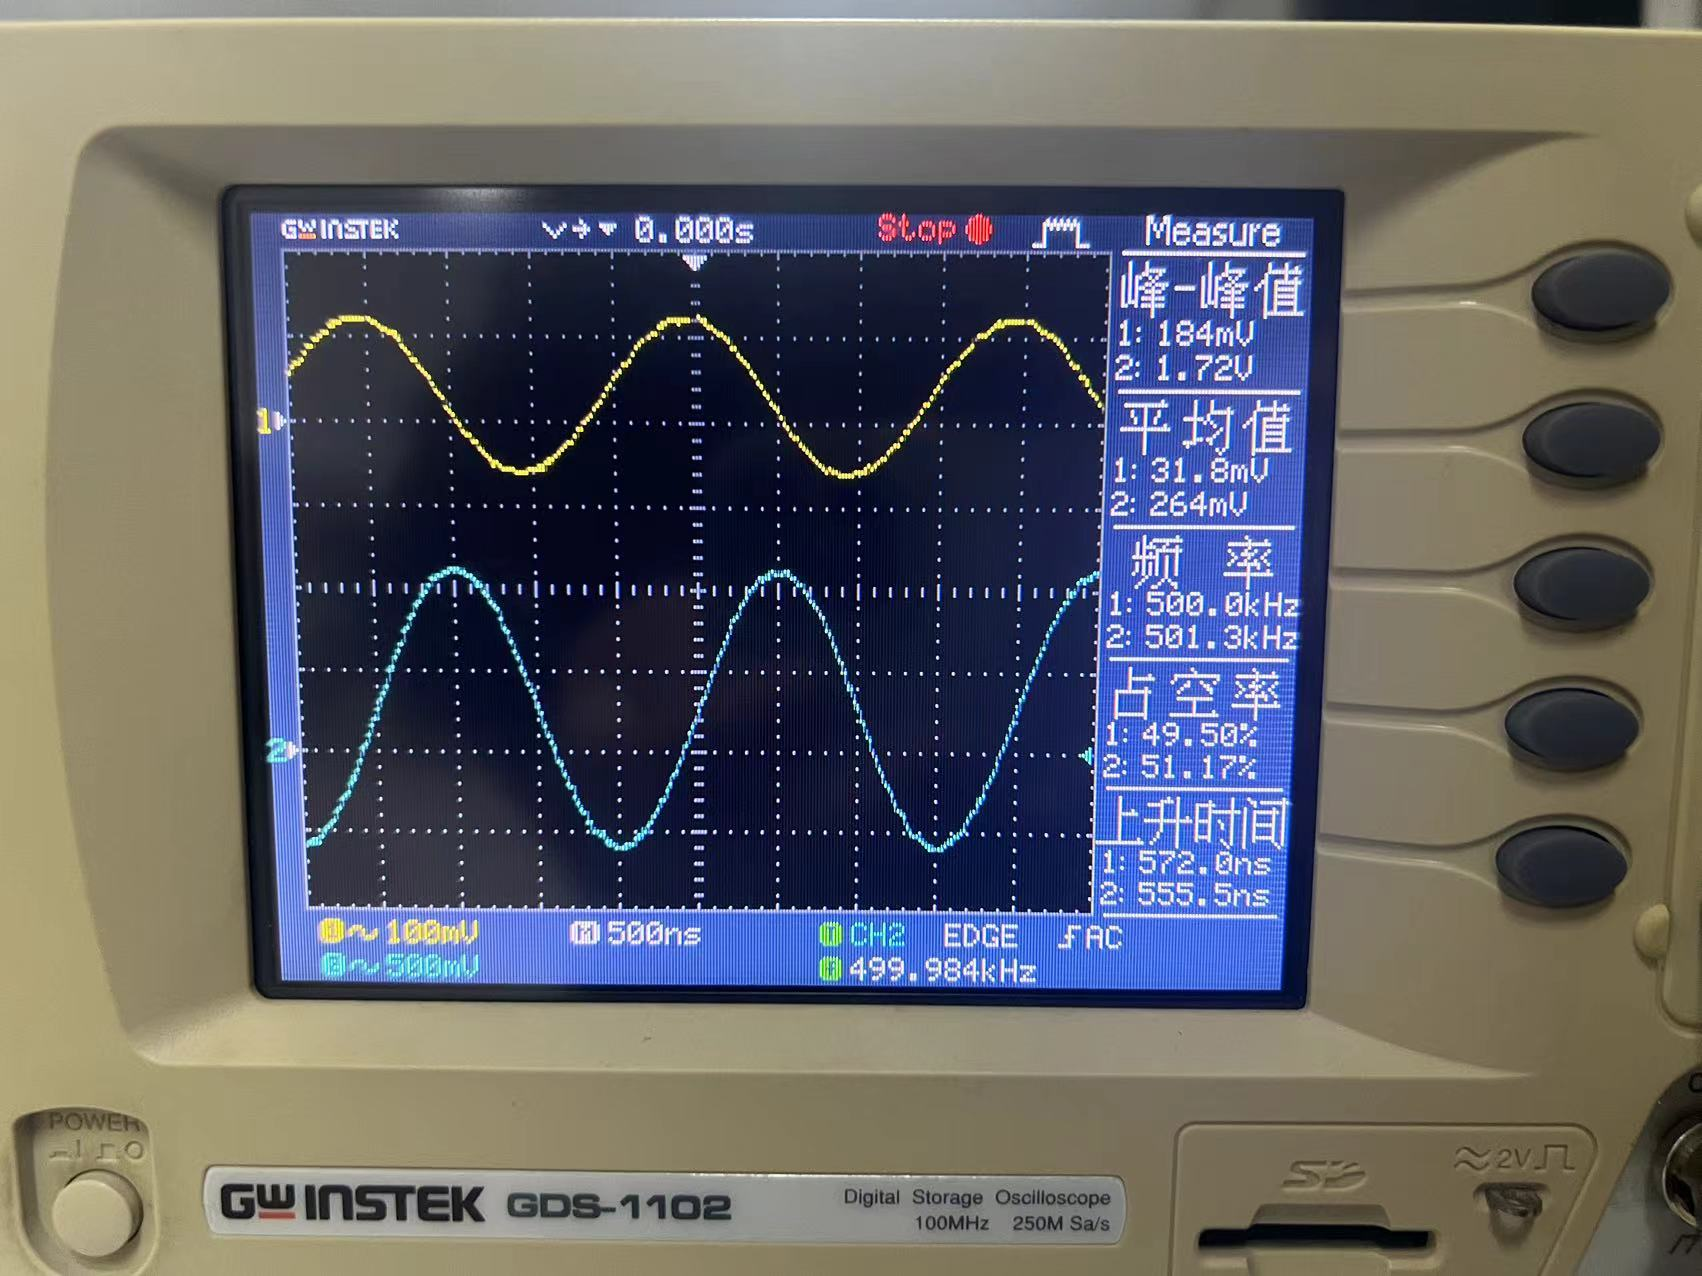 GW INSTEK 0.000s Stop Measure
峰-峰值
1: 184mV
2: 1.72V
平均值
1: 31.8mV
2: 264mV
频 率
1: 500.0kHz
2: 501.3kHz
占空率
1: 49.50%
2: 51.17%
上升时间
1: 572.0ns
2: 555.5ns
1
2
1 100mV M 500ns T CH2 EDGE AC
2 500mV f 499.984kHz
POWER
GW INSTEK GDS-1102
Digital Storage Oscilloscope
100MHz 250M Sa/s
SD
≈2V